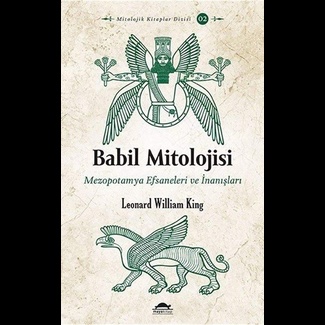 Mitolojik Kitaplar Dizisi 02
Babil Mitolojisi
Mezopotamya Efsaneleri ve İnanışları
Leonard William King